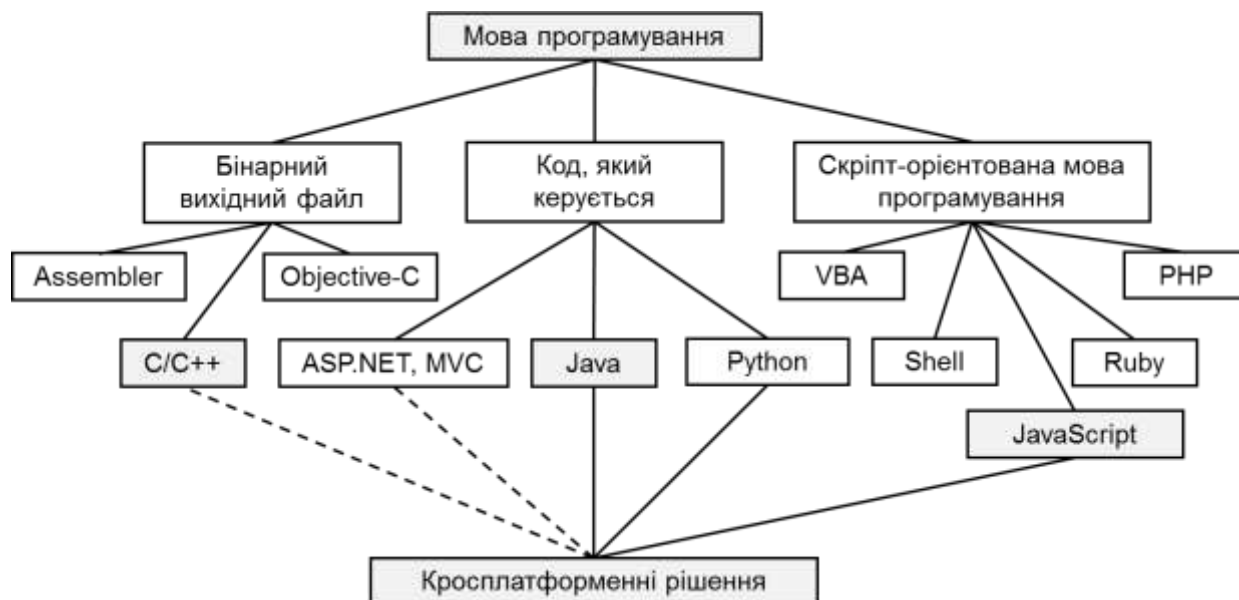 Мова програмування
Бінарний
вихідний файл
Код, який
керується
Скріпт-орієнтована мова
програмування
Assembler
Objective-C
VBA
PHP
C/C++
ASP.NET, MVC
Java
Python
Shell
Ruby
JavaScript
Кросплатформенні рішення